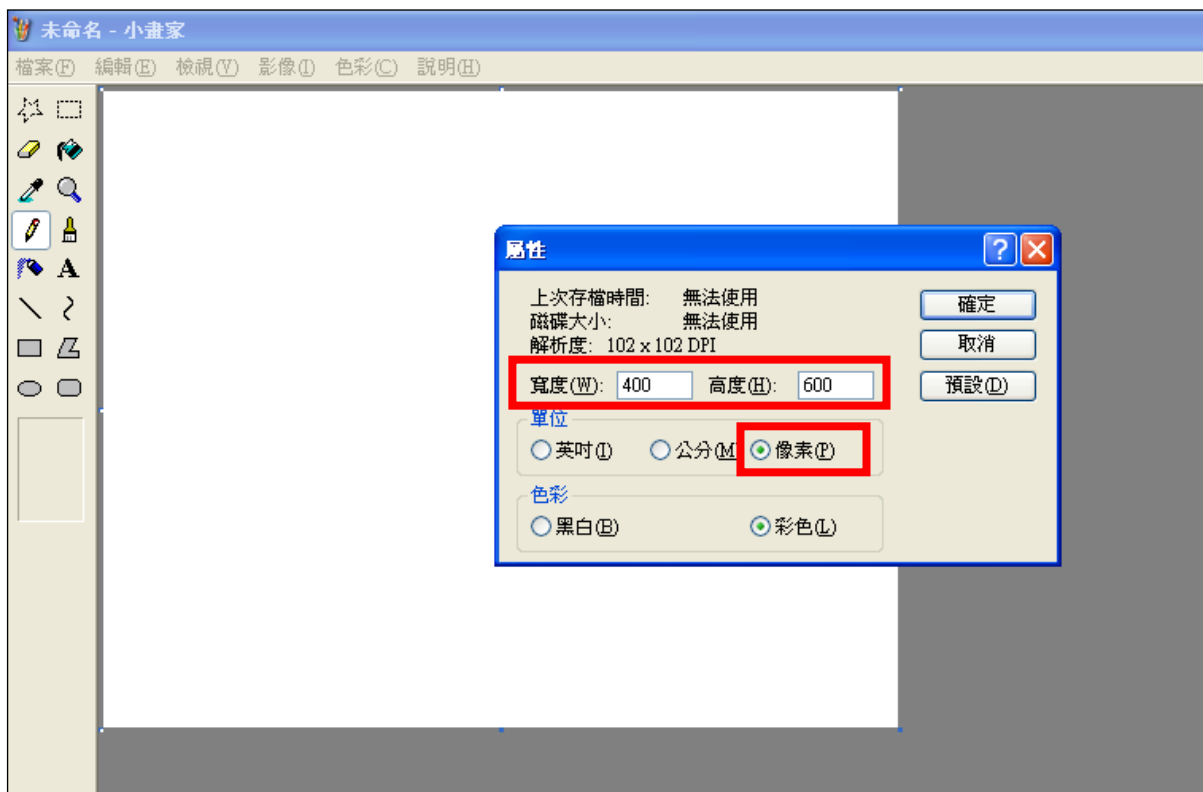 未命名 - 小畫家
檔案(F) 編輯(E) 檢視(V) 影像(I) 色彩(C) 說明(H)
A
屬性
上次存檔時間: 無法使用
磁碟大小: 無法使用
解析度: 102 x 102 DPI
寬度(W): 400 高度(H): 600
單位
英吋(I) 公分(M 像素(P)
色彩
黑白(B) 彩色(L)
確定
取消
預設(D)